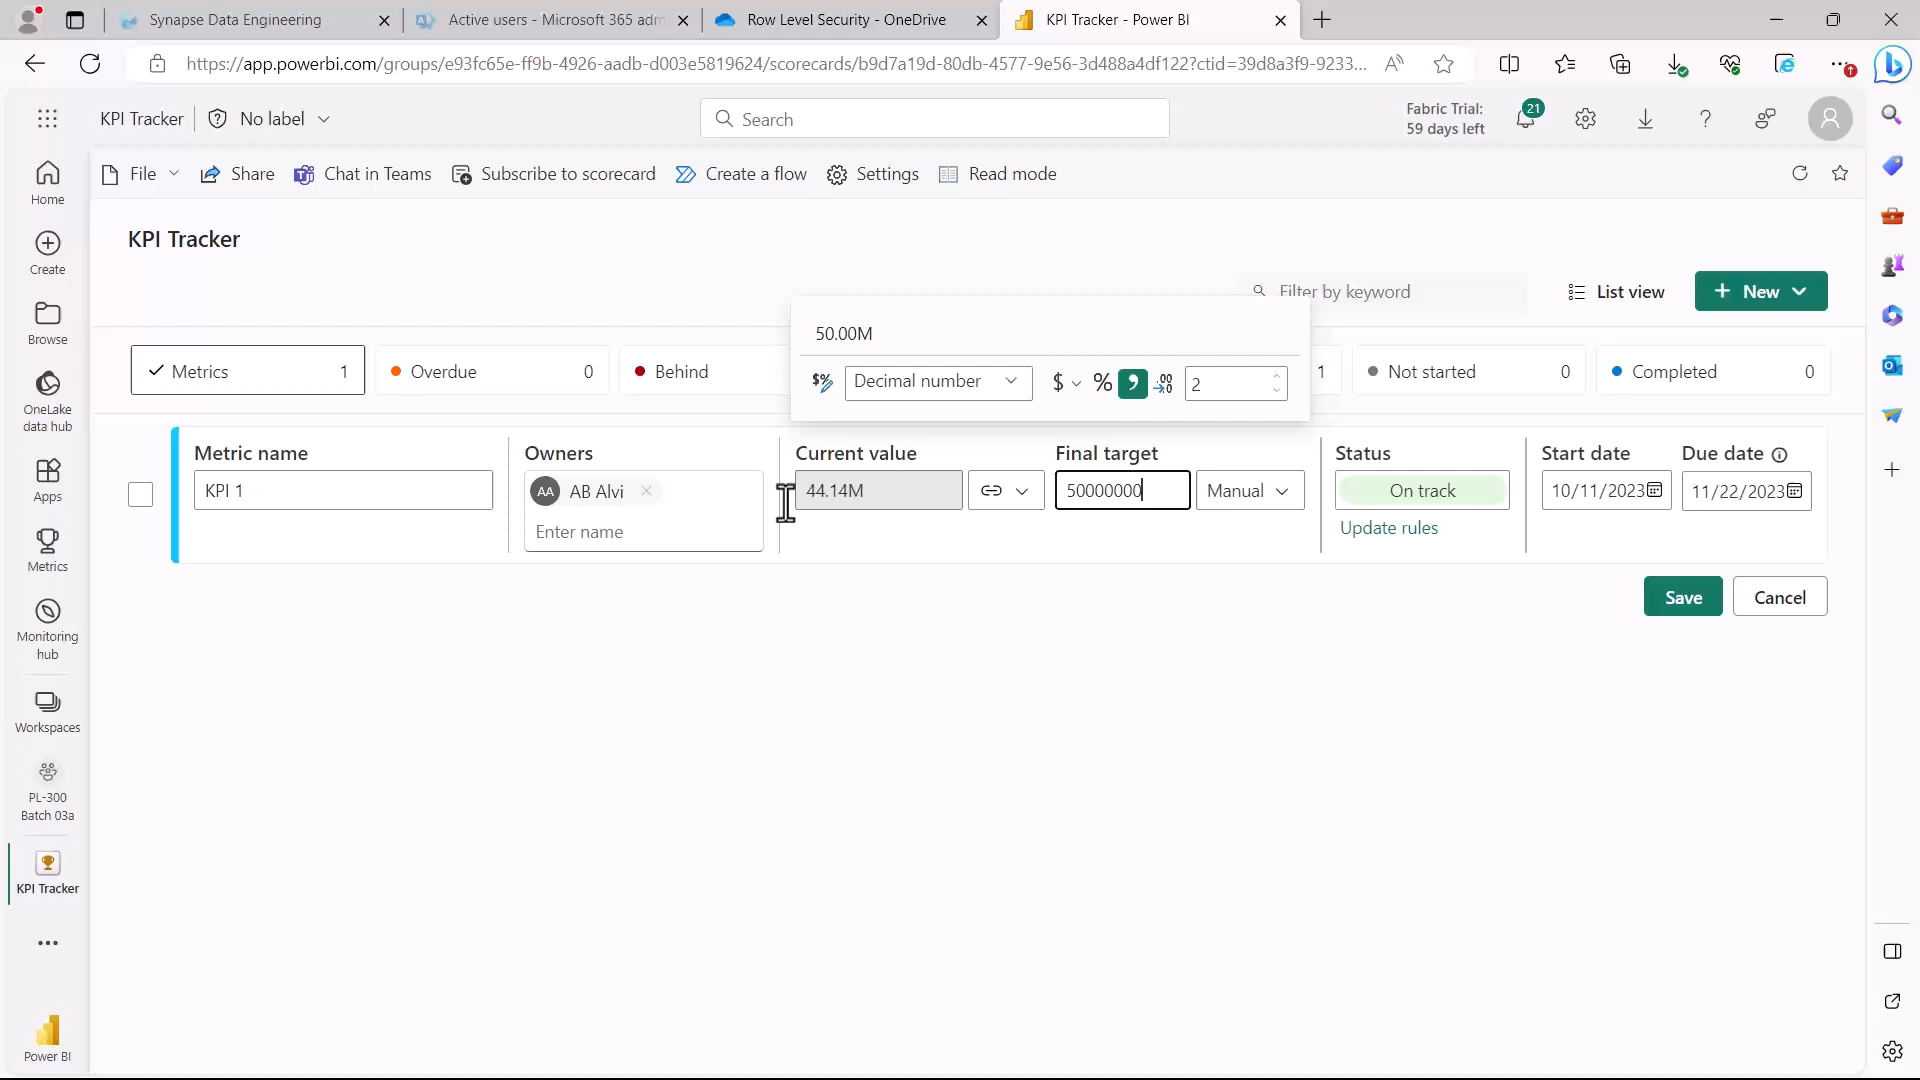 Synapse Data Engineering
Active users - Microsoft 365 adm
Row Level Security - OneDrive
KPI Tracker - Power BI
https://app.powerbi.com/groups/e93fc65e-ff9b-4926-aadb-d003e5819624/scorecards/b9d7a19d-80db-4577-9e56-3d488a4df122?ctid=39d8a3f9-9233...
KPI Tracker
No label
Search
Fabric Trial:
59 days left
21
Home
Create
Browse
OneLake
data hub
Apps
Metrics
Monitoring
hub
Workspaces
PL-300
Batch 03a
KPI Tracker
Power BI
File
Share
Chat in Teams
Subscribe to scorecard
Create a flow
Settings
Read mode
KPI Tracker
Filter by keyword
List view
+ New
50.00M
Decimal number
$
%
2
Metrics 1
Overdue 0
Behind
1
Not started 0
Completed 0
Metric name
Owners
Current value
Final target
Status
Start date
Due date
KPI 1
AA AB Alvi
Enter name
44.14M
50000000
Manual
On track
Update rules
10/11/2023
11/22/2023
Save
Cancel